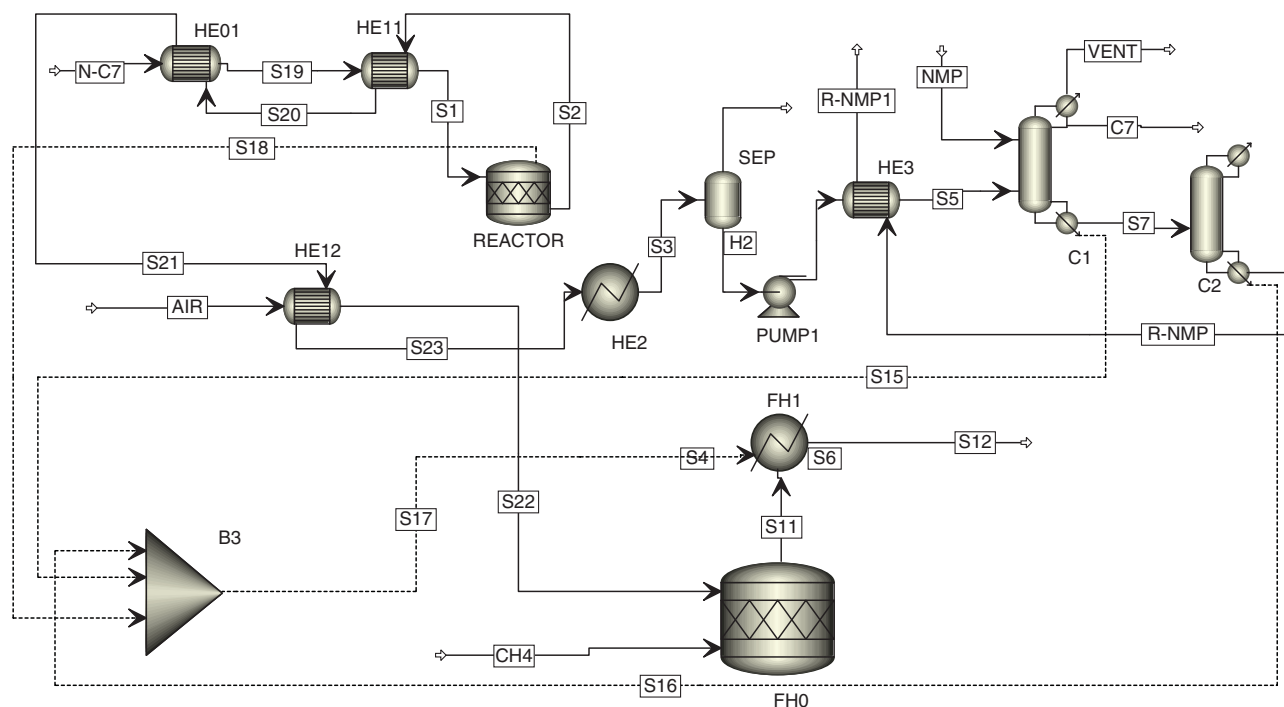 HE01
HE11
N-C7
S19
S20
S1
S2
S18
REACTOR
R-NMP1
NMP
VENT
C7
SEP
HE3
S5
S7
C1
C2
H2
S3
S21
HE12
AIR
HE2
PUMP1
S23
R-NMP
S15
FH1
S4
S6
S12
S22
S17
S11
B3
CH4
S16
FH0